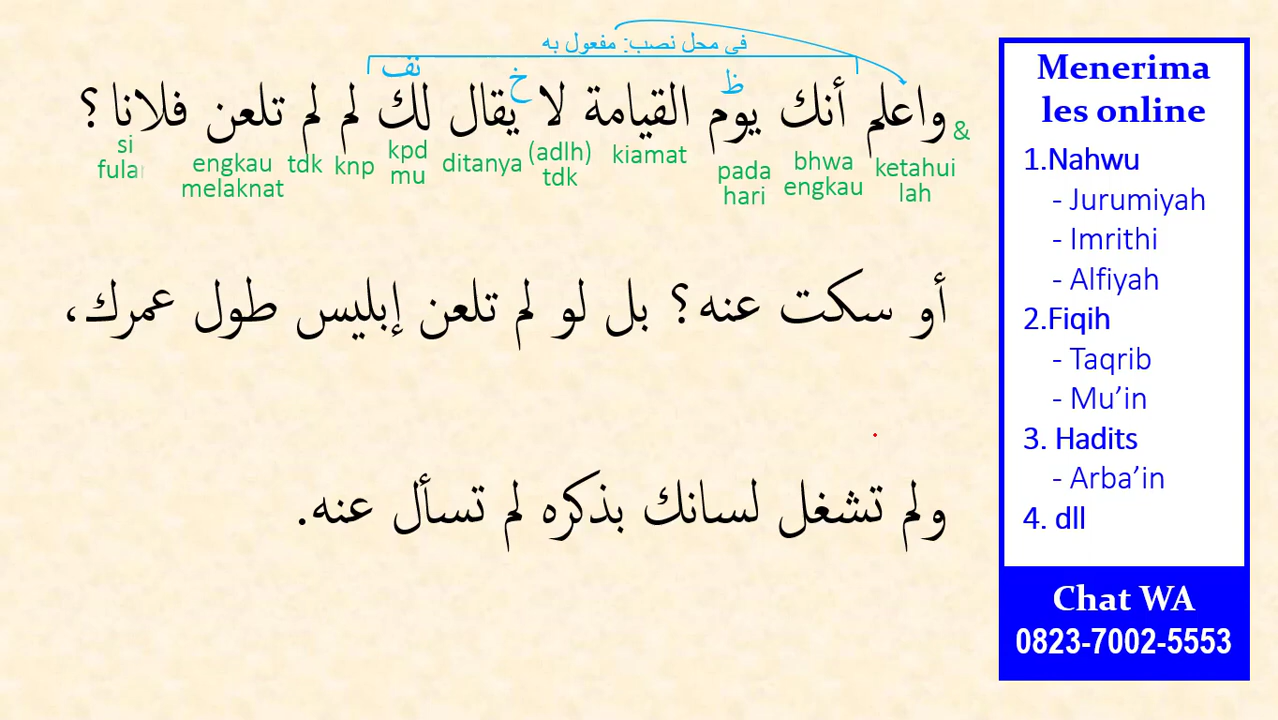 في محل نصب: مفعول به
ظ خ نف
واعلم أنك يوم القيامة لا يقال لك لم لم تلعن فلانا ؟
& ketahui lah bhwa engkau pada hari kiamat (adlh) tdk ditanya kpd mu knp tdk engkau melaknat si fulan
أو سكت عنه ؟ بل لو لم تلعن إبليس طول عمرك،
ولم تشغل لسانك بذكره لم تسأل عنه.
Menerima
les online
1.Nahwu
- Jurumiyah
- Imrithi
- Alfiyah
2.Fiqih
- Taqrib
- Mu’in
3. Hadits
- Arba’in
4. dll
Chat WA
0823-7002-5553